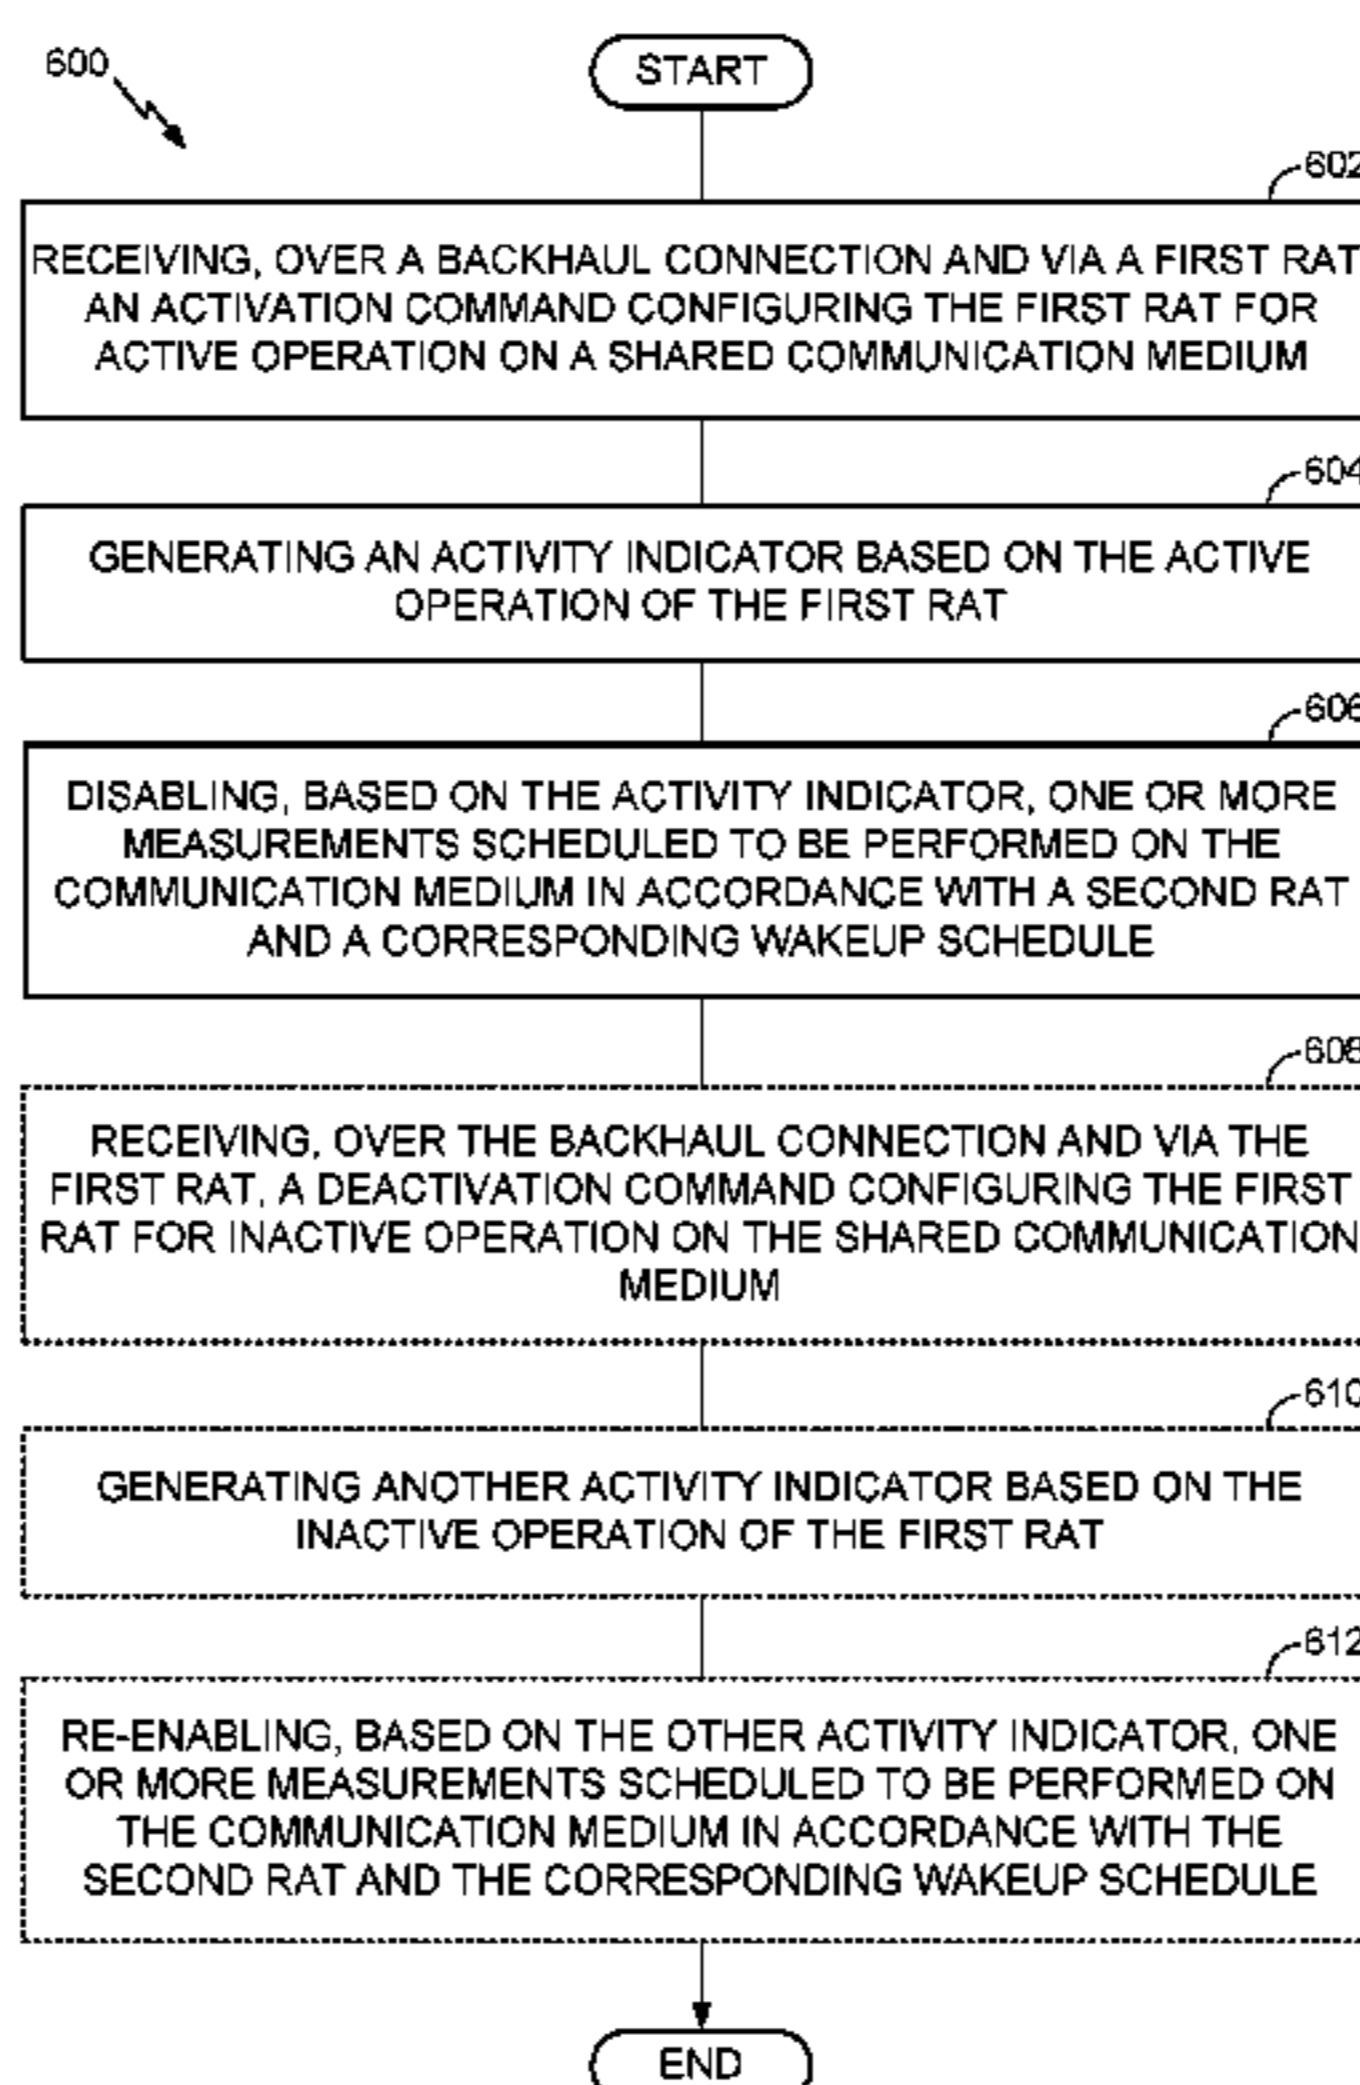 600
START
602
RECEIVING, OVER A BACKHAUL CONNECTION AND VIA A FIRST RAT
AN ACTIVATION COMMAND CONFIGURING THE FIRST RAT FOR
ACTIVE OPERATION ON A SHARED COMMUNICATION MEDIUM
604
GENERATING AN ACTIVITY INDICATOR BASED ON THE ACTIVE
OPERATION OF THE FIRST RAT
606
DISABLING, BASED ON THE ACTIVITY INDICATOR, ONE OR MORE
MEASUREMENTS SCHEDULED TO BE PERFORMED ON THE
COMMUNICATION MEDIUM IN ACCORDANCE WITH A SECOND RAT
AND A CORRESPONDING WAKEUP SCHEDULE
608
RECEIVING, OVER THE BACKHAUL CONNECTION AND VIA THE
FIRST RAT, A DEACTIVATION COMMAND CONFIGURING THE FIRST
RAT FOR INACTIVE OPERATION ON THE SHARED COMMUNICATION
MEDIUM
610
GENERATING ANOTHER ACTIVITY INDICATOR BASED ON THE
INACTIVE OPERATION OF THE FIRST RAT
612
RE-ENABLING, BASED ON THE OTHER ACTIVITY INDICATOR, ONE
OR MORE MEASUREMENTS SCHEDULED TO BE PERFORMED ON
THE COMMUNICATION MEDIUM IN ACCORDANCE WITH THE
SECOND RAT AND THE CORRESPONDING WAKEUP SCHEDULE
END